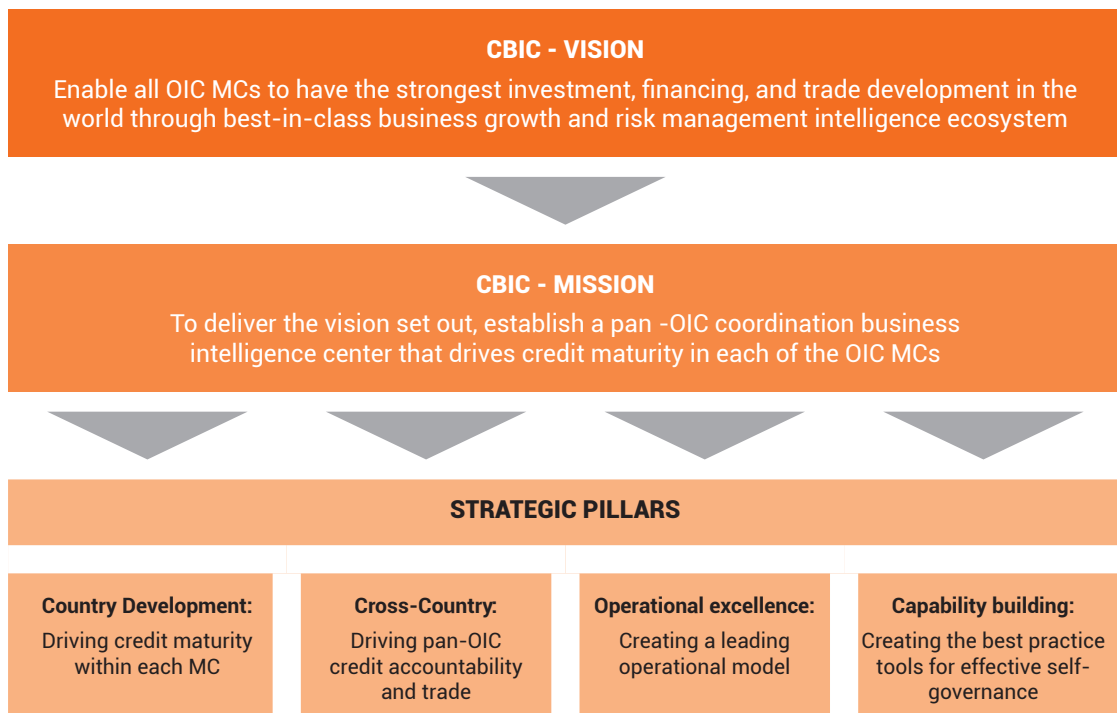 CBIC - VISION
Enable all OIC MCs to have the strongest investment, financing, and trade development in the
world through best-in-class business growth and risk management intelligence ecosystem
CBIC - MISSION
To deliver the vision set out, establish a pan -OIC coordination business
intelligence center that drives credit maturity in each of the OIC MCs
STRATEGIC PILLARS
Country Development:
Driving credit maturity
within each MC
Cross-Country:
Driving pan-OIC
credit accountability
and trade
Operational excellence:
Creating a leading
operational model
Capability building:
Creating the best practice
tools for effective self-
governance